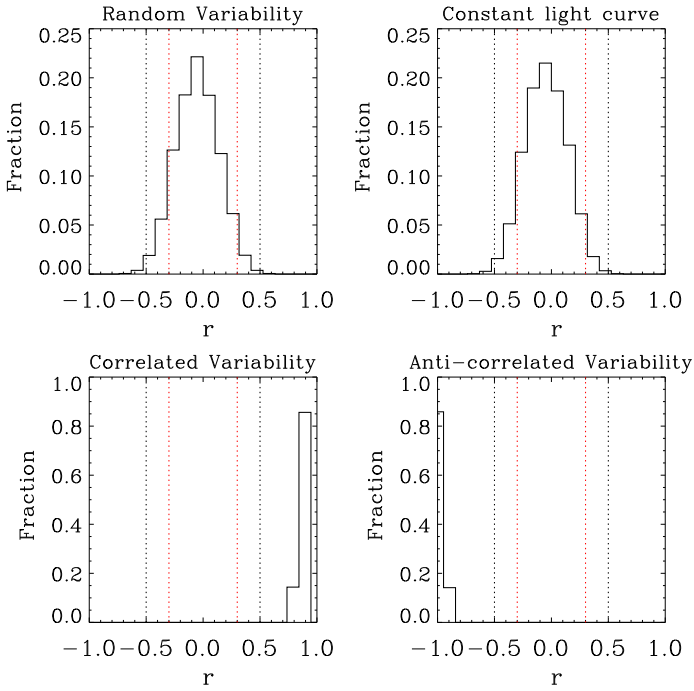 Random Variability
Constant light curve
0.25
0.20
0.15
0.10
0.05
0.00
Fraction
−1.0 −0.5 0.0 0.5 1.0
r
0.25
0.20
0.15
0.10
0.05
0.00
Fraction
−1.0 −0.5 0.0 0.5 1.0
r
Correlated Variability
Anti−correlated Variability
1.0
0.8
0.6
0.4
0.2
0.0
Fraction
−1.0 −0.5 0.0 0.5 1.0
r
1.0
0.8
0.6
0.4
0.2
0.0
Fraction
−1.0 −0.5 0.0 0.5 1.0
r